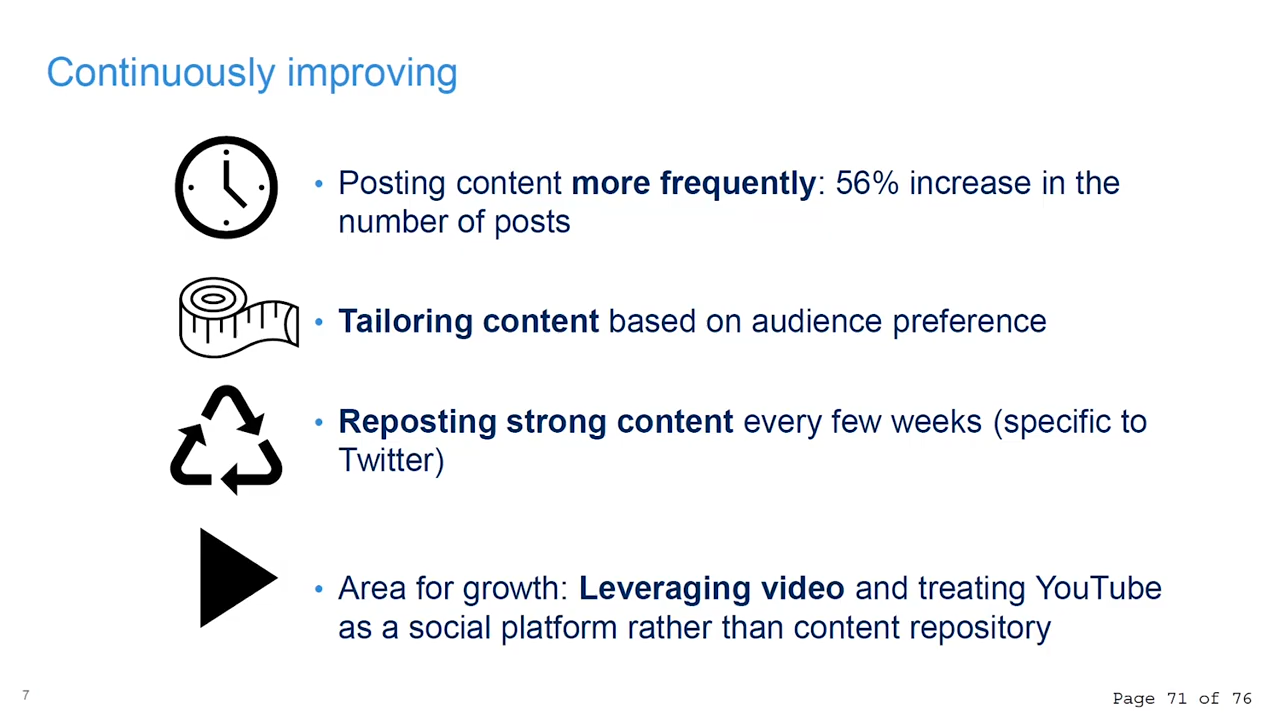 Continuously improving
• Posting content more frequently: 56% increase in the
number of posts
• Tailoring content based on audience preference
• Reposting strong content every few weeks (specific to
Twitter)
• Area for growth: Leveraging video and treating YouTube
as a social platform rather than content repository
7
Page 71 of 76